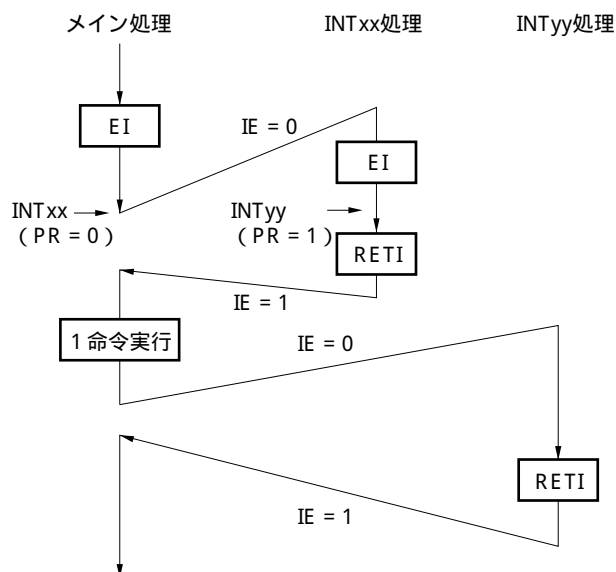 メイン処理
INTxx処理
INTyy処理
EI
IE = 0
EI
INTxx
(PR = 0)
INTyy
(PR = 1)
RETI
IE = 1
1命令実行
IE = 0
RETI
IE = 1